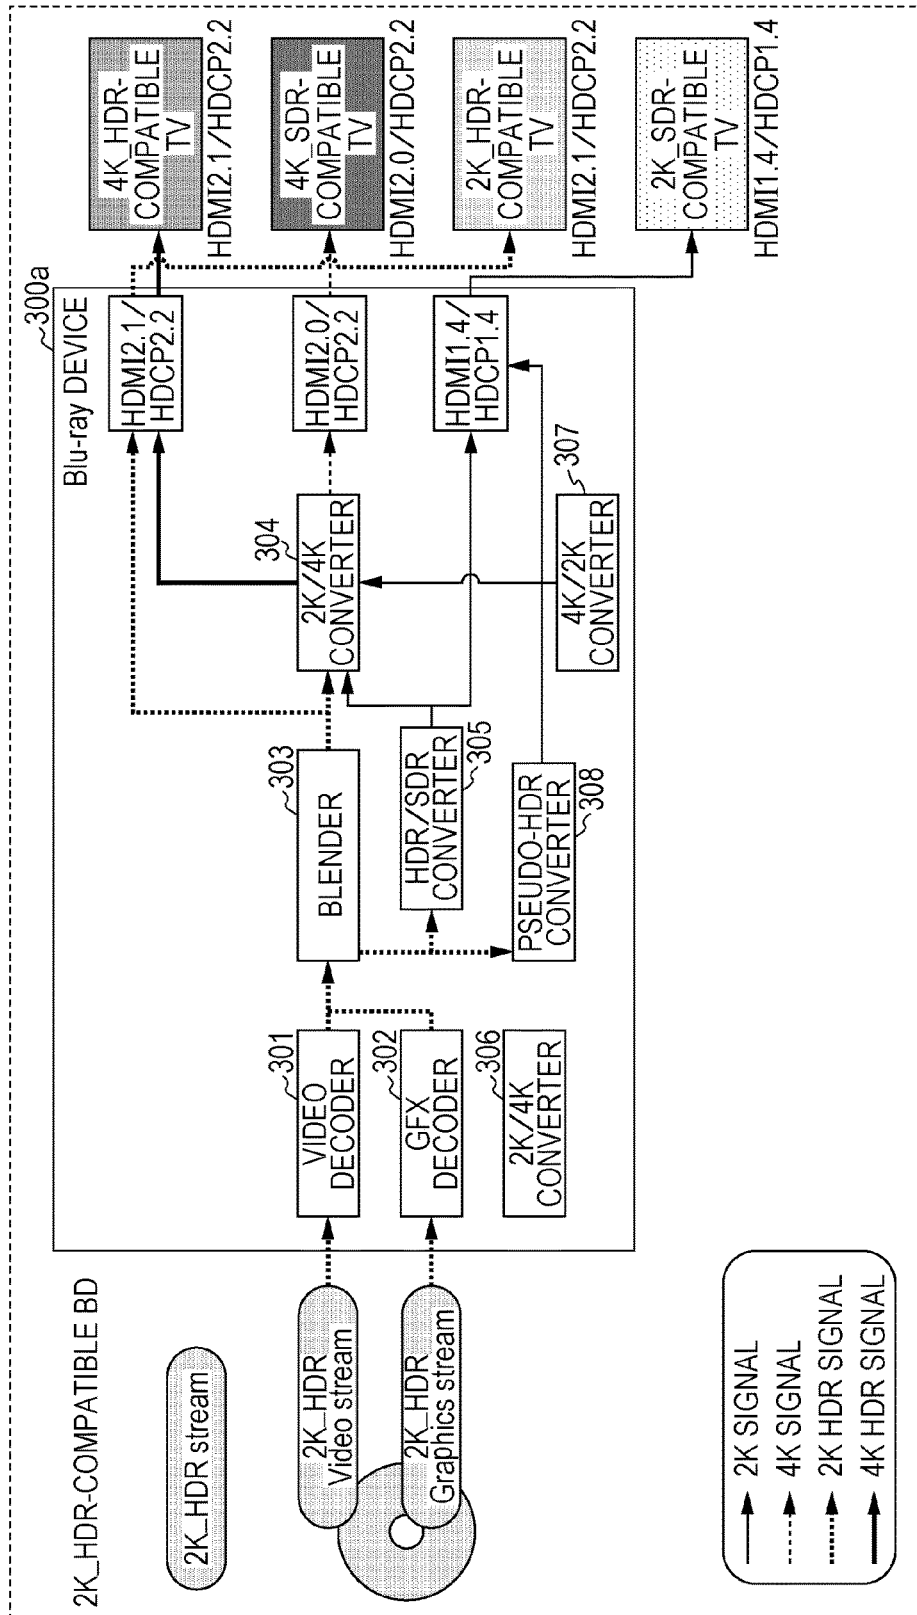 2K_HDR-COMPATIBLE BD
2K_HDR stream
2K_HDR
Video stream
2K_HDR
Graphics stream
300a
Blu-ray DEVICE
301
VIDEO
DECODER
302
GFX
DECODER
306
2K/4K
CONVERTER
303
BLENDER
305
HDR/SDR
CONVERTER
308
PSEUDO-HDR
CONVERTER
304
2K/4K
CONVERTER
307
4K/2K
CONVERTER
HDMI2.1/
HDCP2.2
HDMI2.0/
HDCP2.2
HDMI1.4/
HDCP1.4
4K_HDR-
COMPATIBLE
TV
HDMI2.1/HDCP2.2
4K_SDR-
COMPATIBLE
TV
HDMI2.0/HDCP2.2
2K_HDR-
COMPATIBLE
TV
HDMI2.1/HDCP2.2
2K_SDR-
COMPATIBLE
TV
HDMI1.4/HDCP1.4
2K SIGNAL
4K SIGNAL
2K HDR SIGNAL
4K HDR SIGNAL